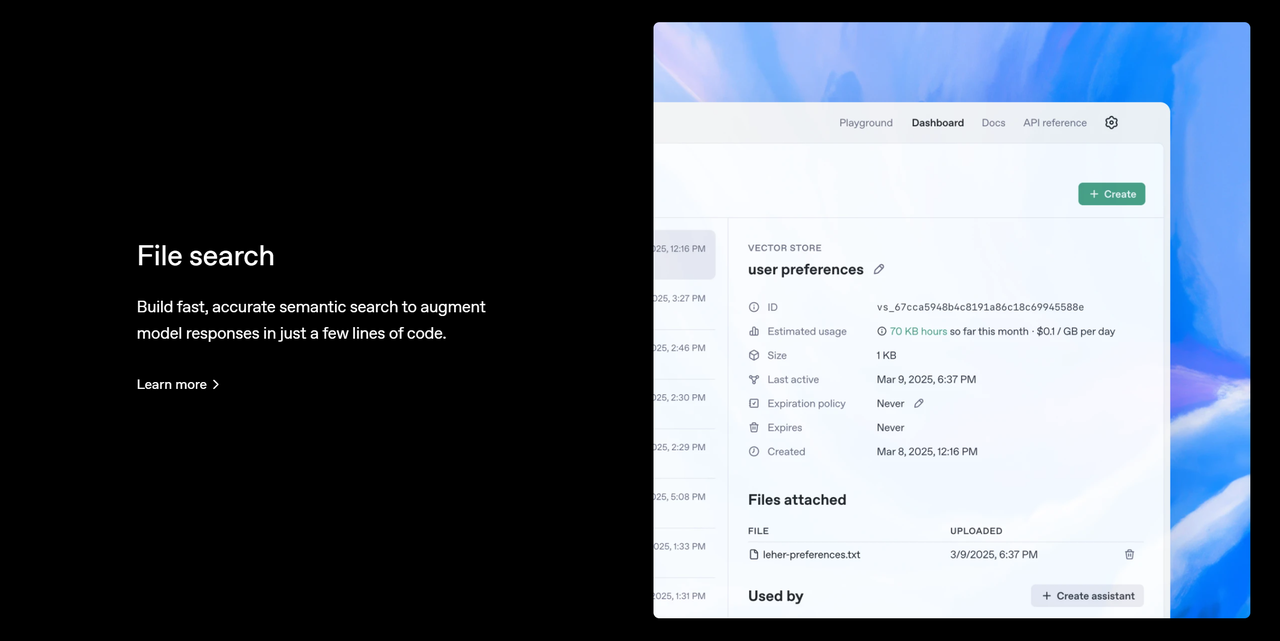 File search
Build fast, accurate semantic search to augment
model responses in just a few lines of code.
Learn more
Playground Dashboard Docs API reference
+ Create
025, 12:16 PM
025, 3:27 PM
025, 2:46 PM
025, 2:30 PM
025, 2:29 PM
025, 5:08 PM
025, 1:33 PM
2025, 1:31 PM
VECTOR STORE
user preferences
ID vs_67cca5948b4c8191a86c18c69945588e
Estimated usage 70 KB hours so far this month · $0.1 / GB per day
Size 1 KB
Last active Mar 9, 2025, 6:37 PM
Expiration policy Never
Expires Never
Created Mar 8, 2025, 12:16 PM
Files attached
FILE UPLOADED
leher-preferences.txt 3/9/2025, 6:37 PM
Used by + Create assistant